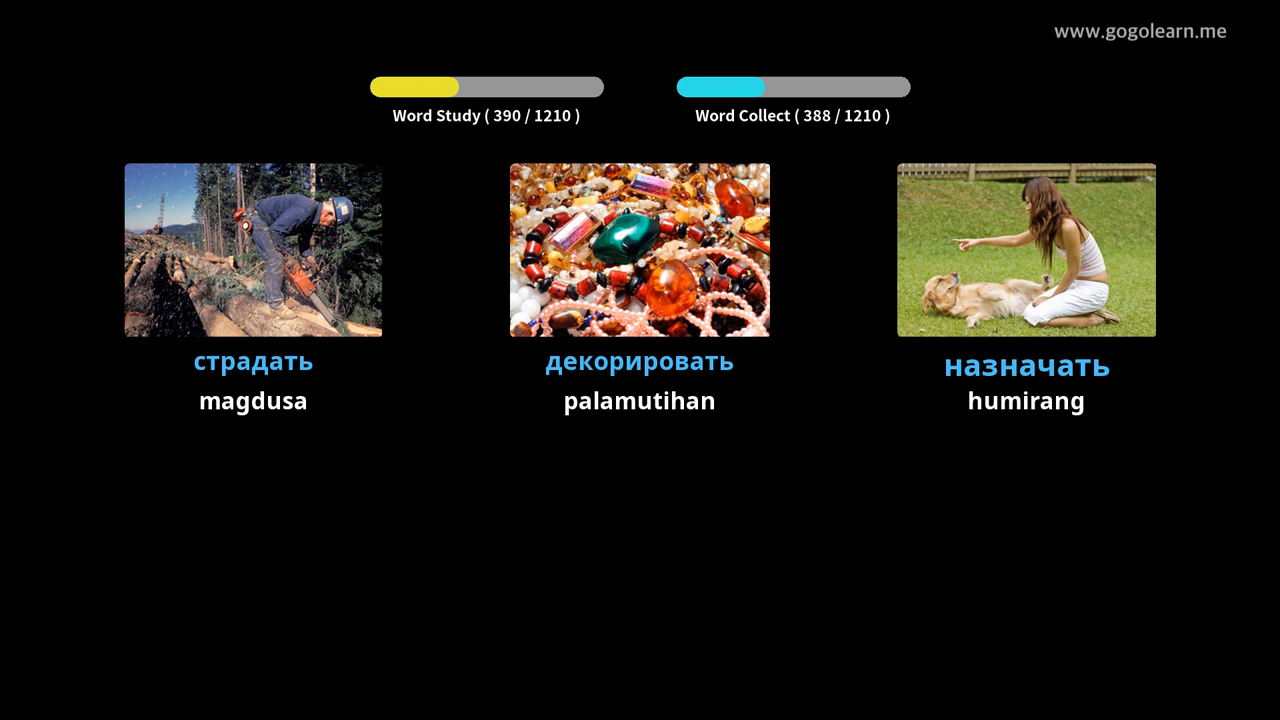 www.gogolearn.me
Word Study ( 390 / 1210 )
Word Collect ( 388 / 1210 )
страдать
magdusa
декорировать
palamutihan
назначать
humirang